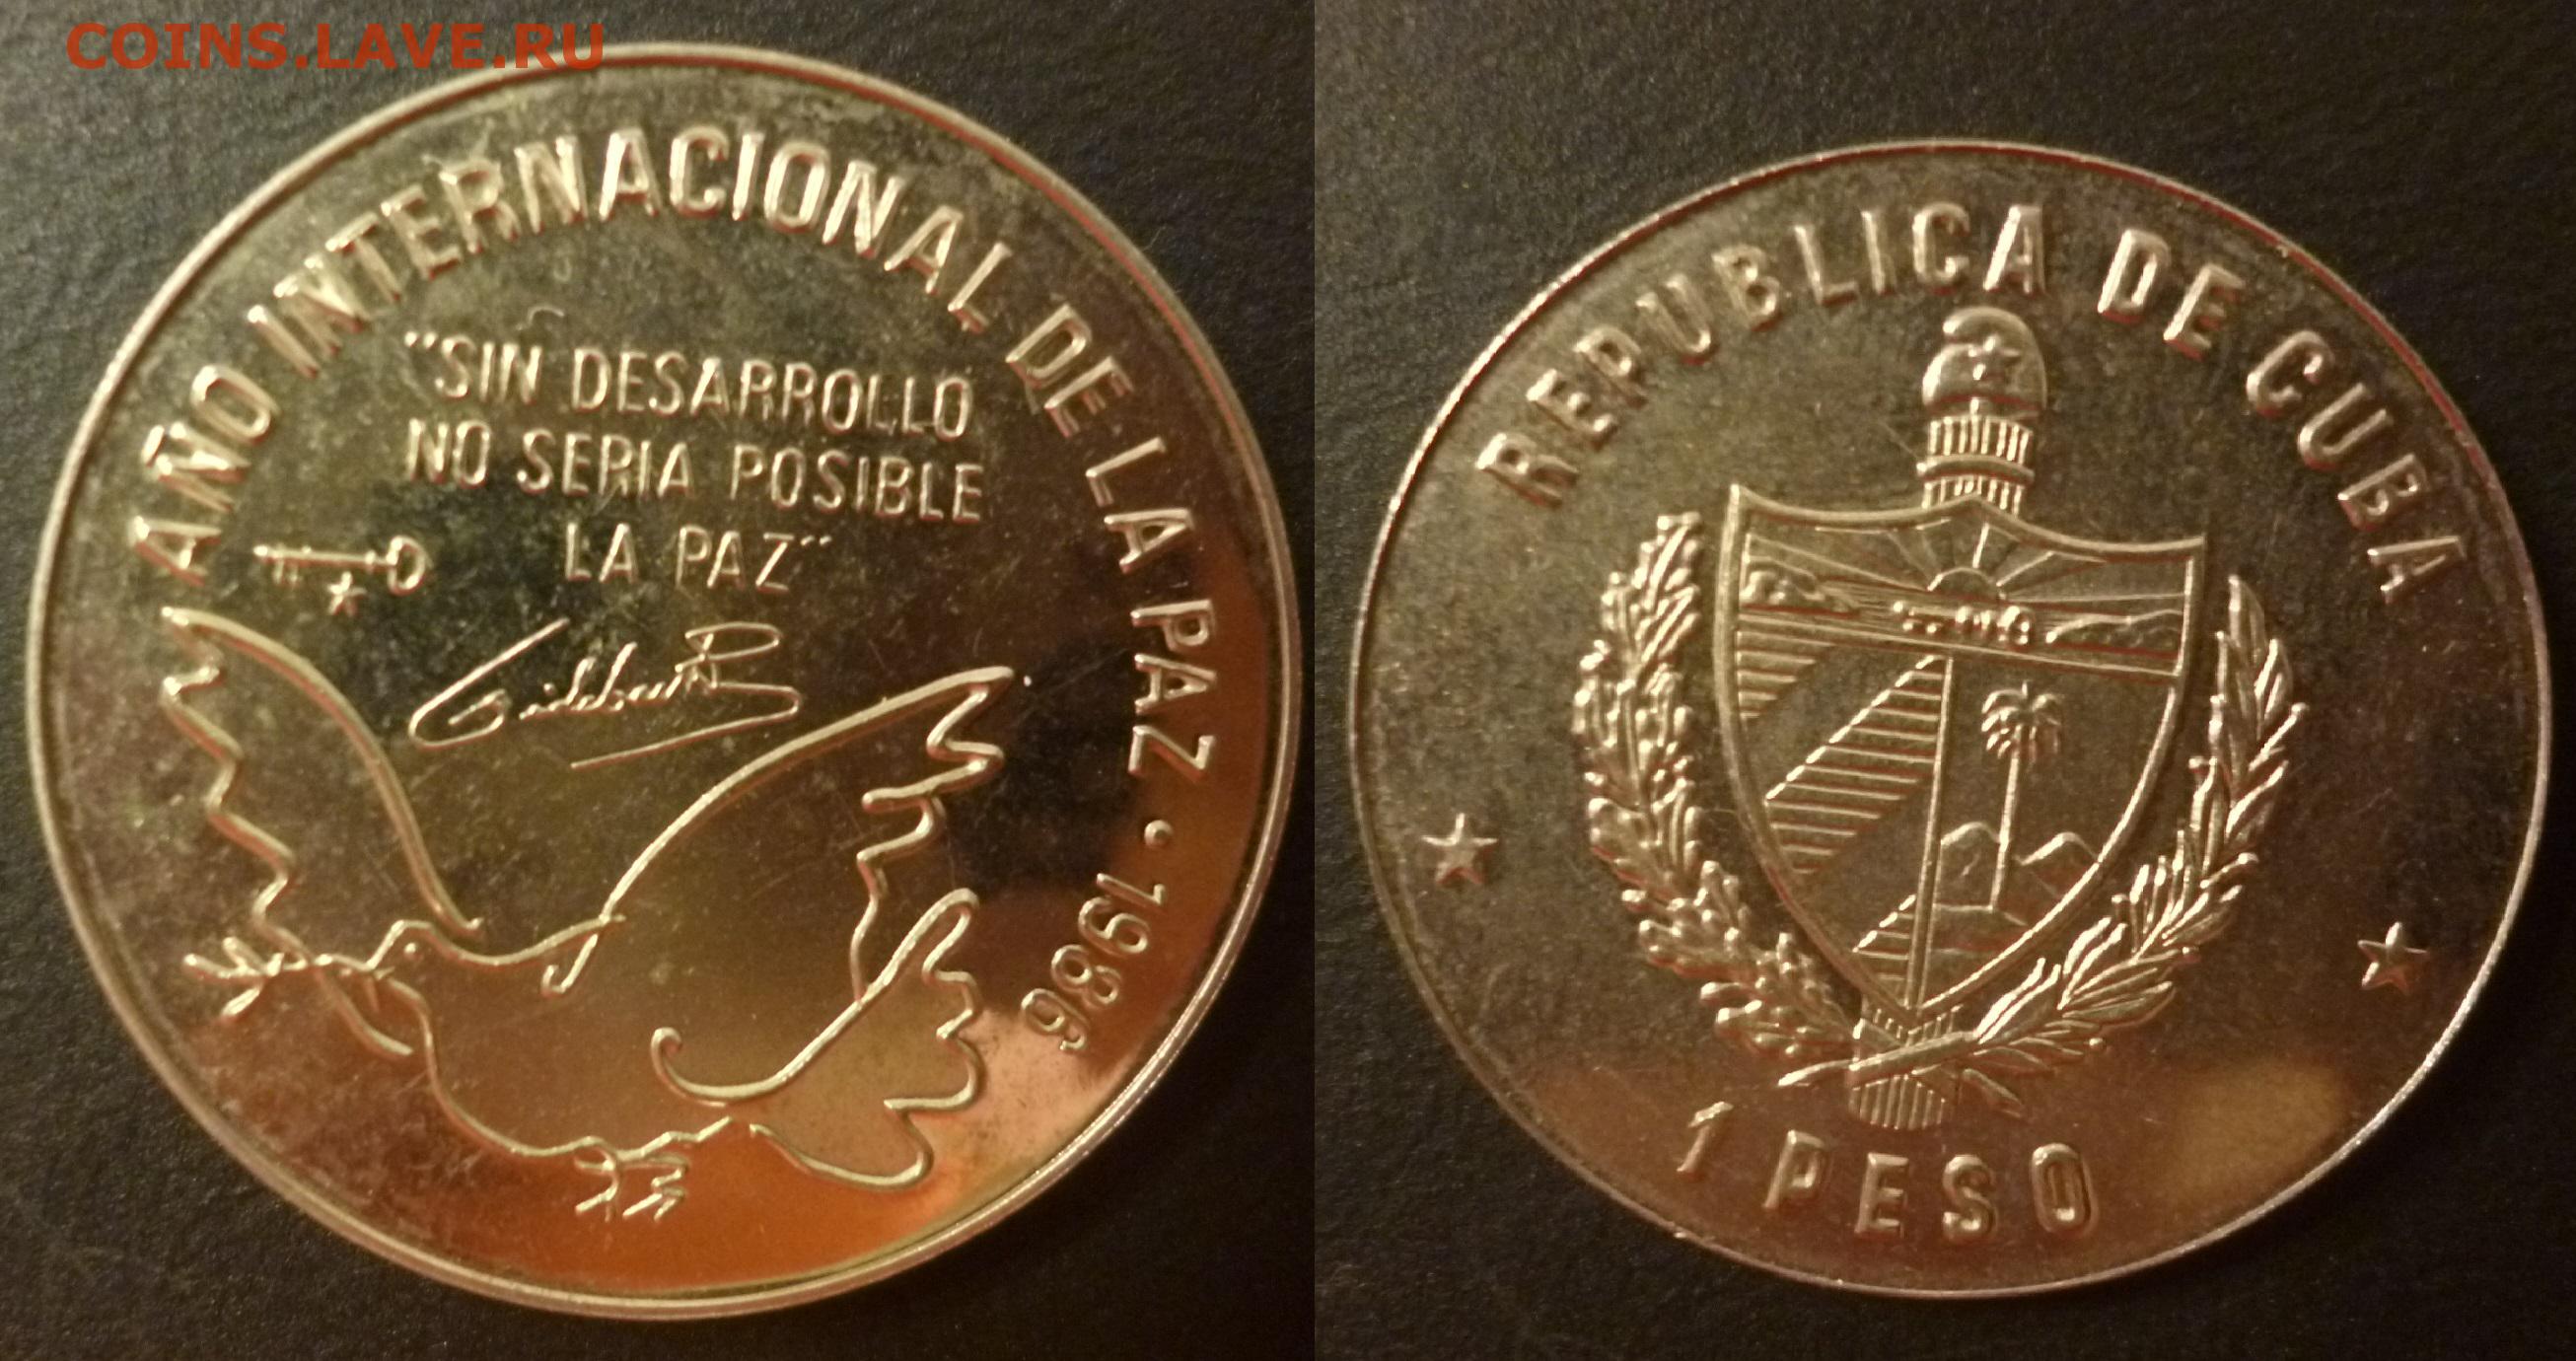 COINS.LAVE.RU
AÑO INTERNACIONAL DE LA PAZ · 1986
"SIN DESARROLLO
NO SERIA POSIBLE
LA PAZ"
REPUBLICA DE CUBA
1 PESO